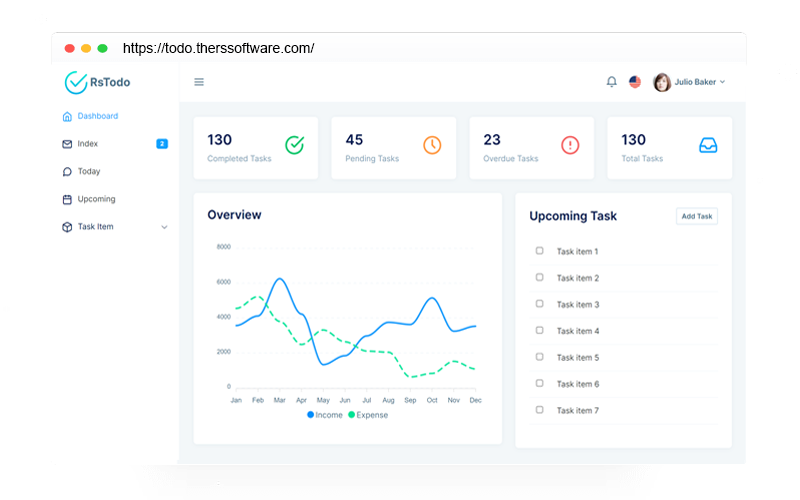 https://todo.therssoftware.com/
RsTodo
Julio Baker
Dashboard
Index 2
Today
Upcoming
Task Item
130
Completed Tasks
45
Pending Tasks
23
Overdue Tasks
130
Total Tasks
Overview
8000
6000
4000
2000
0
Jan Feb Mar Apr May Jun Jul Aug Sep Oct Nov Dec
Income Expense
Upcoming Task Add Task
Task item 1
Task item 2
Task item 3
Task item 4
Task item 5
Task item 6
Task item 7